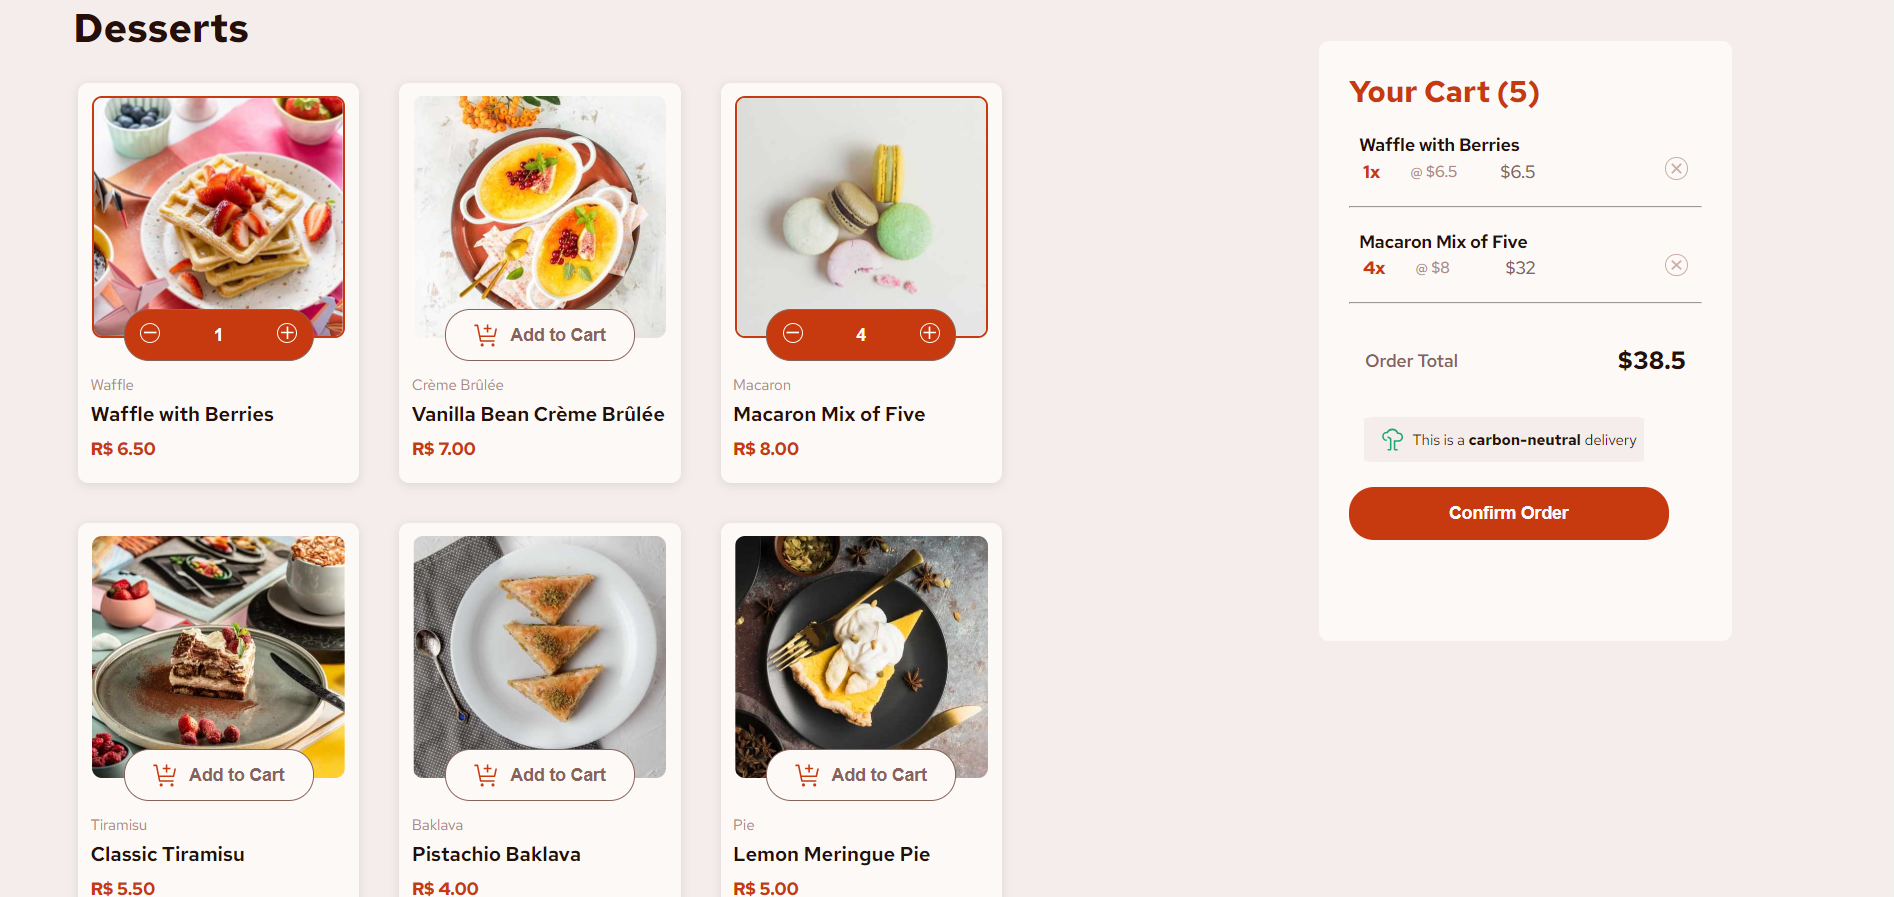 Desserts
1
Waffle
Waffle with Berries
R$ 6.50
Add to Cart
Crème Brûlée
Vanilla Bean Crème Brûlée
R$ 7.00
4
Macaron
Macaron Mix of Five
R$ 8.00
Add to Cart
Tiramisu
Classic Tiramisu
R$ 5.50
Add to Cart
Baklava
Pistachio Baklava
R$ 4.00
Add to Cart
Pie
Lemon Meringue Pie
R$ 5.00
Your Cart (5)
Waffle with Berries
1x @ $6.5 $6.5
Macaron Mix of Five
4x @ $8 $32
Order Total $38.5
This is a carbon-neutral delivery
Confirm Order